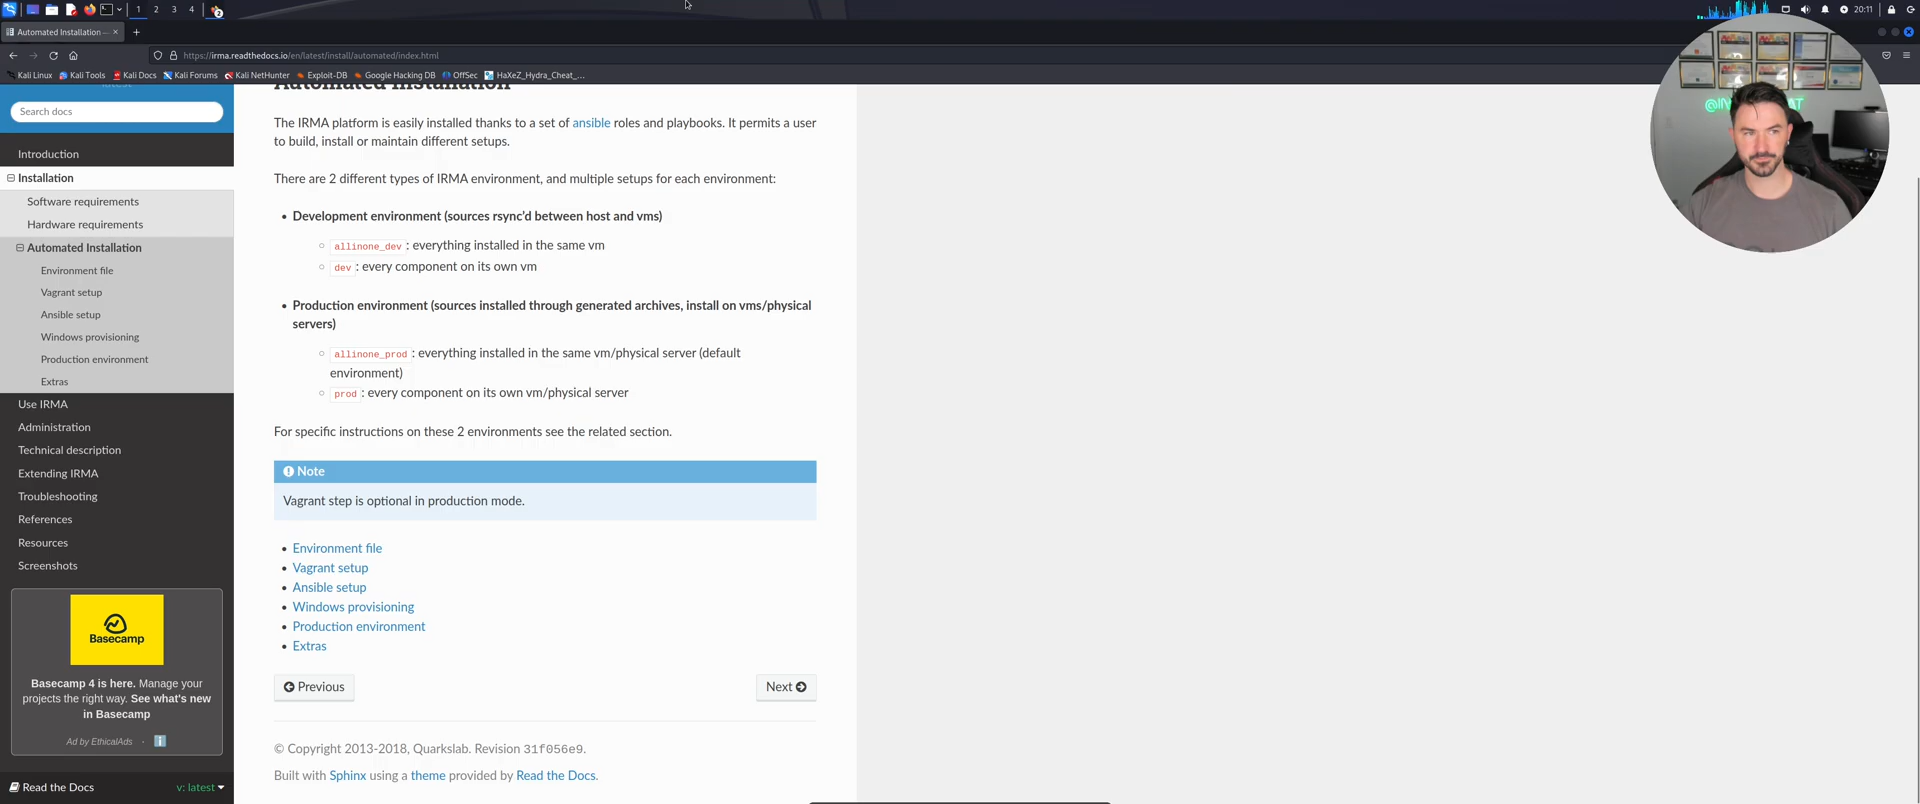 1 2 3 4 2
20:11
Automated Installation —
https://irma.readthedocs.io/en/latest/install/automated/index.html
Kali Linux Kali Tools Kali Docs Kali Forums Kali NetHunter Exploit-DB Google Hacking DB OffSec HaXeZ_Hydra_Cheat_...
latest
Search docs
Introduction
Installation
Software requirements
Hardware requirements
Automated Installation
Environment file
Vagrant setup
Ansible setup
Windows provisioning
Production environment
Extras
Use IRMA
Administration
Technical description
Extending IRMA
Troubleshooting
References
Resources
Screenshots
Basecamp
Basecamp 4 is here. Manage your
projects the right way. See what's new
in Basecamp
Ad by EthicalAds ·
Read the Docs v: latest
Automated Installation
The IRMA platform is easily installed thanks to a set of ansible roles and playbooks. It permits a user
to build, install or maintain different setups.
There are 2 different types of IRMA environment, and multiple setups for each environment:
• Development environment (sources rsync’d between host and vms)
allinone_dev : everything installed in the same vm
dev : every component on its own vm
• Production environment (sources installed through generated archives, install on vms/physical
servers)
allinone_prod : everything installed in the same vm/physical server (default
environment)
prod : every component on its own vm/physical server
For specific instructions on these 2 environments see the related section.
Note
Vagrant step is optional in production mode.
• Environment file
• Vagrant setup
• Ansible setup
• Windows provisioning
• Production environment
• Extras
Previous
Next
© Copyright 2013-2018, Quarkslab. Revision 31f056e9.
Built with Sphinx using a theme provided by Read the Docs.